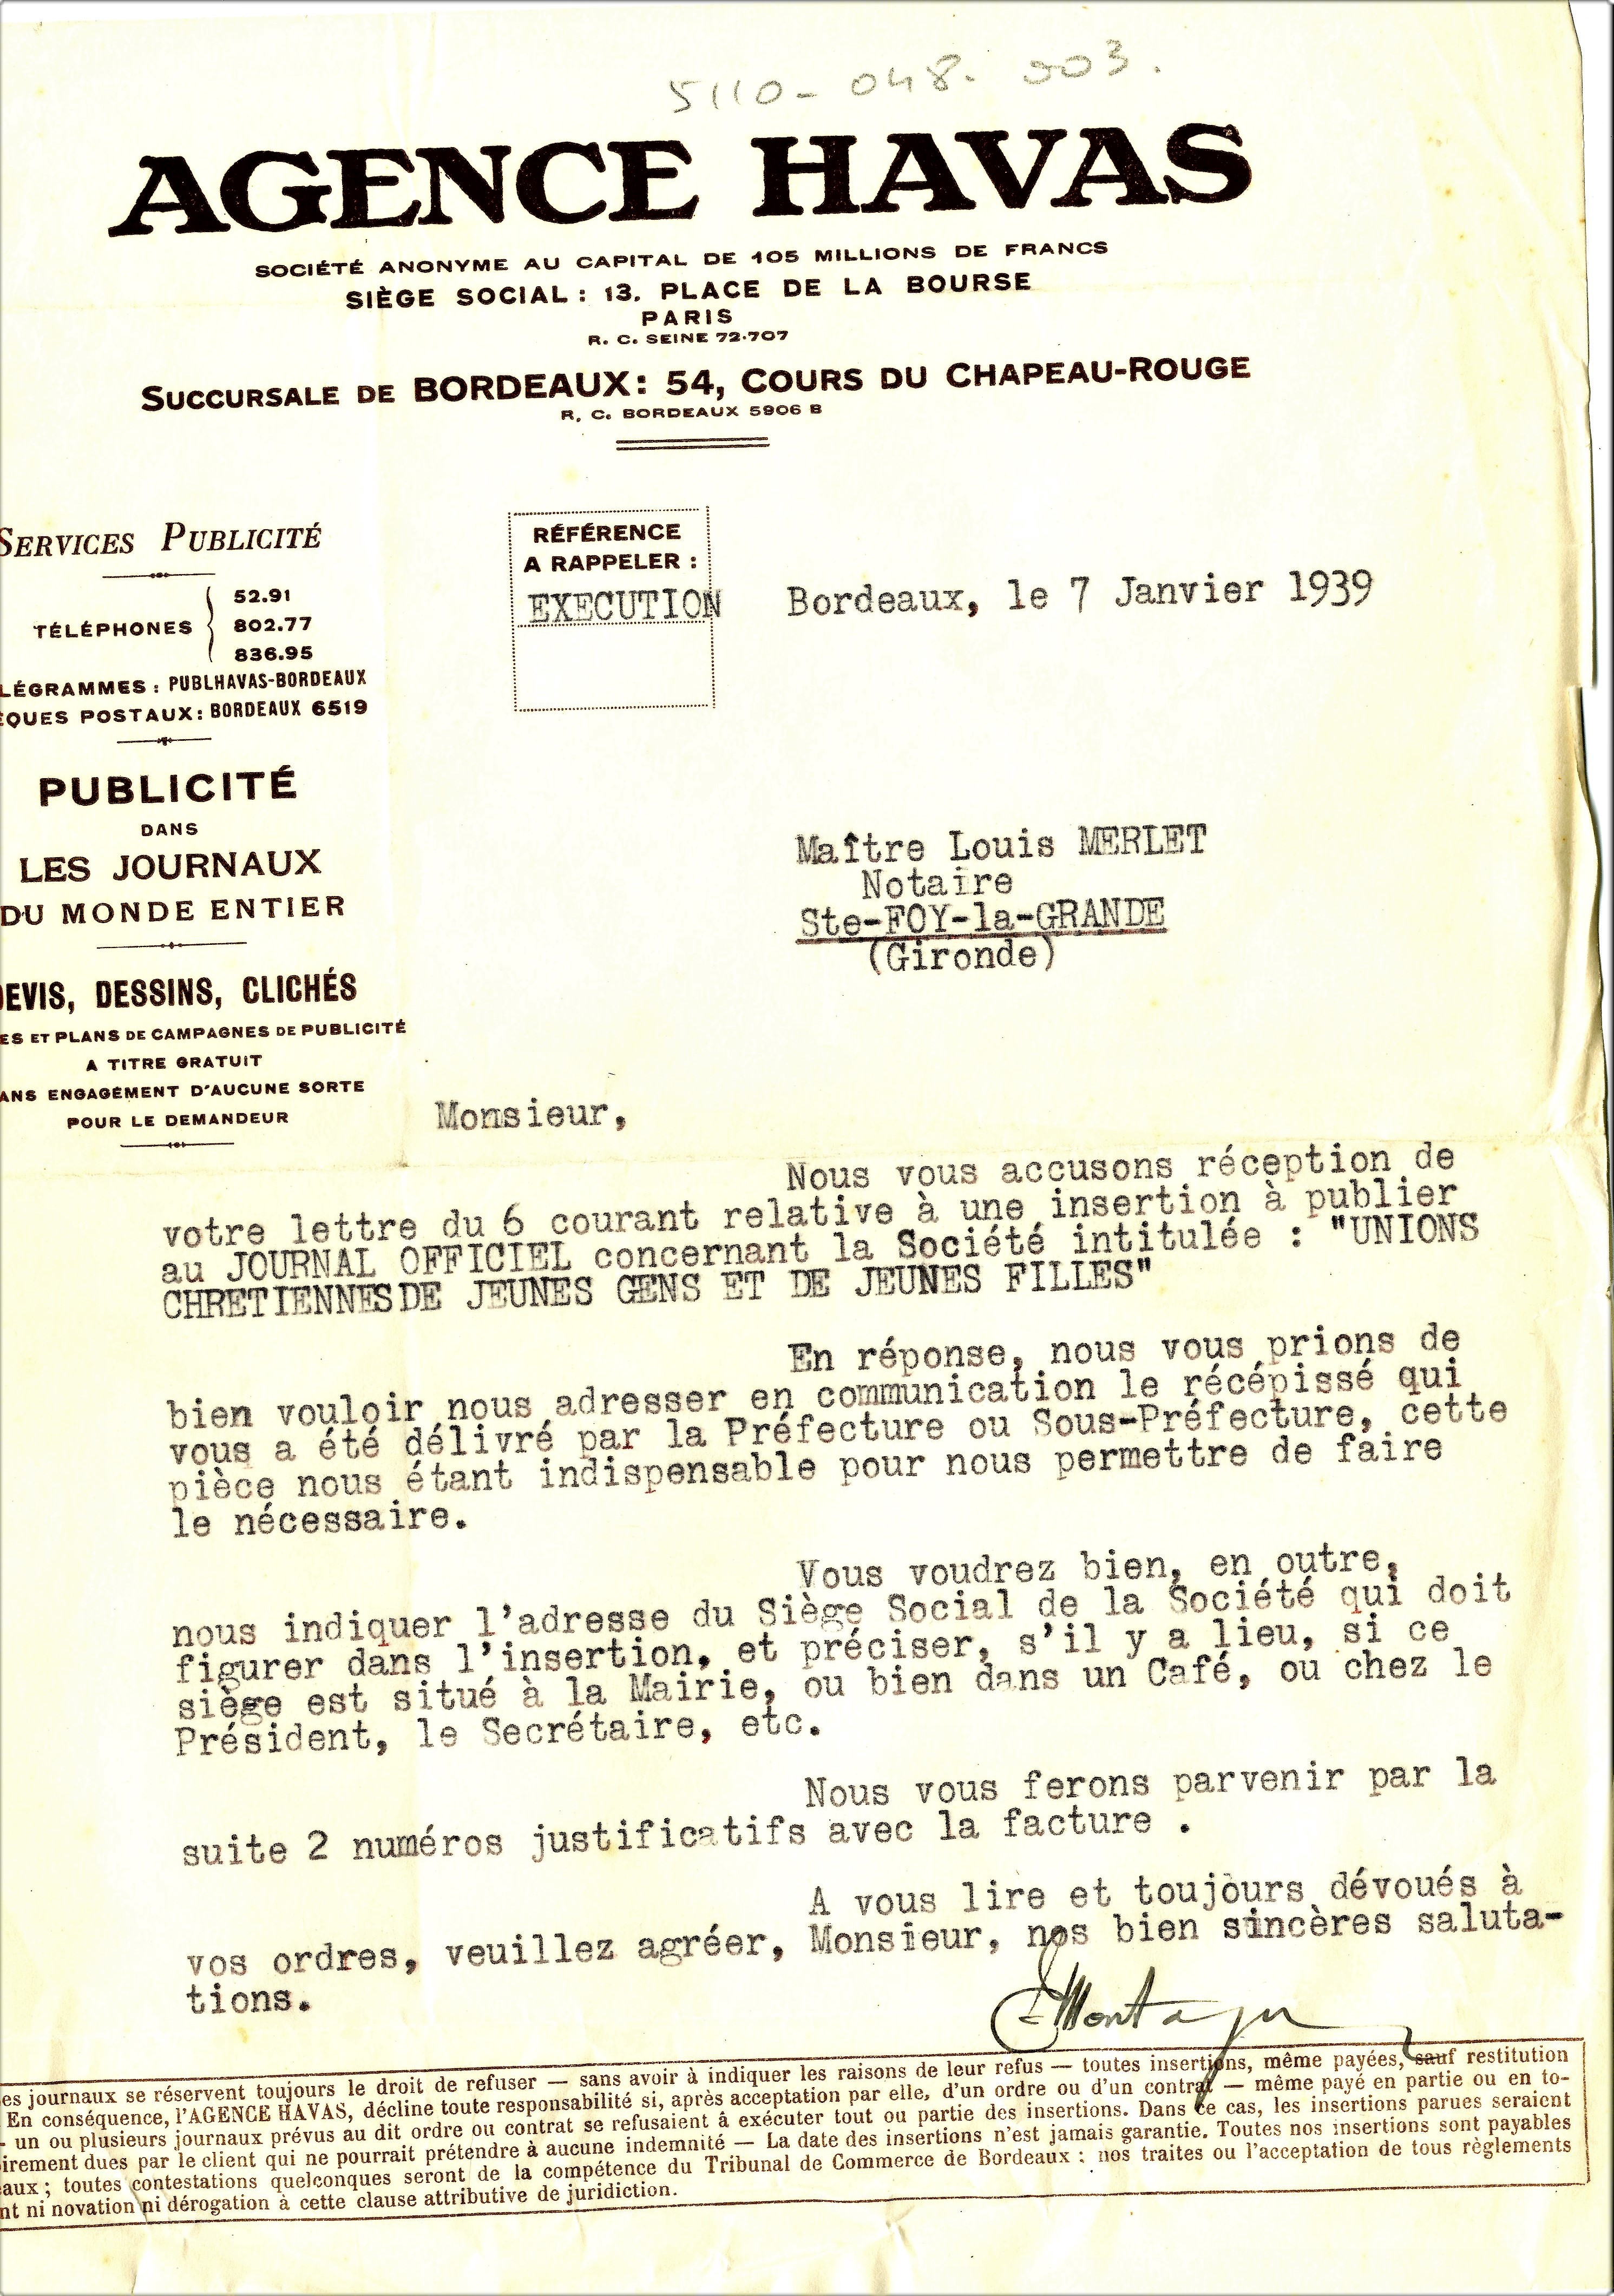 5110-048.003.
AGENCE HAVAS
SOCIÉTÉ ANONYME AU CAPITAL DE 105 MILLIONS DE FRANCS
SIÈGE SOCIAL : 13, PLACE DE LA BOURSE
PARIS
R. C. SEINE 72-707
SUCCURSALE DE BORDEAUX : 54, COURS DU CHAPEAU-ROUGE
R. C. BORDEAUX 5906 B
SERVICES PUBLICITÉ
TÉLÉPHONES
52.91
802.77
836.95
LÉGRAMMES : PUBLHAVAS-BORDEAUX
ÈQUES POSTAUX : BORDEAUX 6519
PUBLICITÉ
DANS
LES JOURNAUX
DU MONDE ENTIER
DEVIS, DESSINS, CLICHÉS
ES ET PLANS DE CAMPAGNES DE PUBLICITÉ
A TITRE GRATUIT
ANS ENGAGEMENT D'AUCUNE SORTE
POUR LE DEMANDEUR
RÉFÉRENCE
A RAPPELER :
EXECUTION
Bordeaux, le 7 Janvier 1939
Maître Louis MERLET
Notaire
Ste-FOY-la-GRANDE
(Gironde)
Monsieur,
Nous vous accusons réception de
votre lettre du 6 courant relative à une insertion à publier
au JOURNAL OFFICIEL concernant la Société intitulée : "UNIONS
CHRETIENNES DE JEUNES GENS ET DE JEUNES FILLES"
En réponse, nous vous prions de
bien vouloir nous adresser en communication le récépissé qui
vous a été délivré par la Préfecture ou Sous-Préfecture, cette
pièce nous étant indispensable pour nous permettre de faire
le nécessaire.
Vous voudrez bien, en outre,
nous indiquer l'adresse du Siège Social de la Société qui doit
figurer dans l'insertion, et préciser, s'il y a lieu, si ce
siège est situé à la Mairie, ou bien dans un Café, ou chez le
Président, le Secrétaire, etc.
Nous vous ferons parvenir par la
suite 2 numéros justificatifs avec la facture .
A vous lire et toujours dévoués à
vos ordres, veuillez agréer, Monsieur, nos bien sincères saluta-
tions.
es journaux se réservent toujours le droit de refuser — sans avoir à indiquer les raisons de leur refus — toutes insertions, même payées, sauf restitution
En conséquence, l'AGENCE HAVAS, décline toute responsabilité si, après acceptation par elle, d'un ordre ou d'un contrat — même payé en partie ou en to-
- un ou plusieurs journaux prévus au dit ordre ou contrat se refusaient à exécuter tout ou partie des insertions. Dans ce cas, les insertions parues seraient
irement dues par le client qui ne pourrait prétendre à aucune indemnité — La date des insertions n'est jamais garantie. Toutes nos insertions sont payables
aux ; toutes contestations quelconques seront de la compétence du Tribunal de Commerce de Bordeaux : nos traites ou l'acceptation de tous règlements
nt ni novation ni dérogation à cette clause attributive de juridiction.